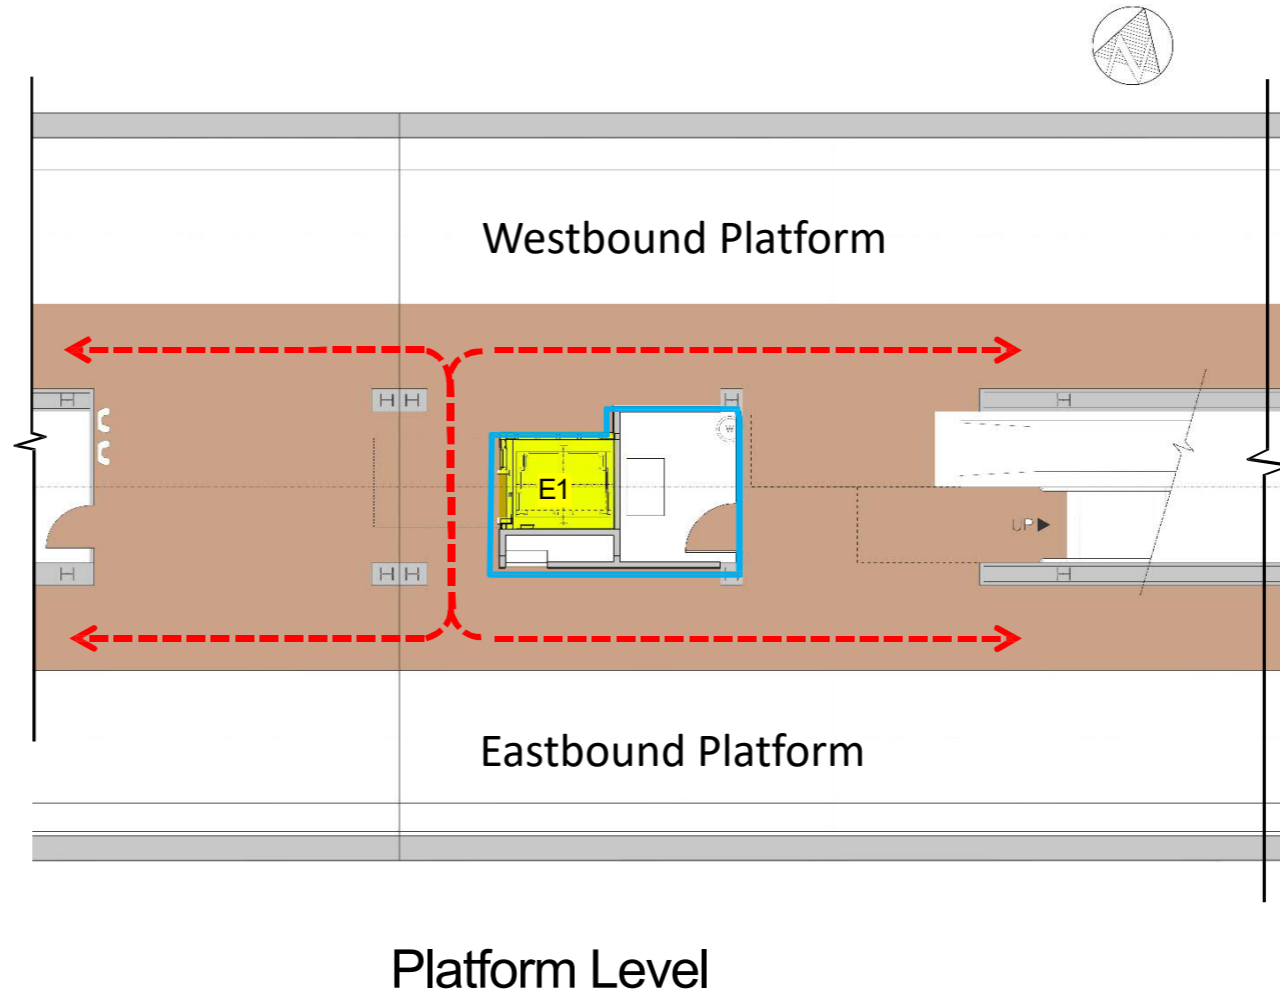 N
Westbound Platform
H
H H
H
H
W
E1
UP
H
H H
H
H
Eastbound Platform
Platform Level